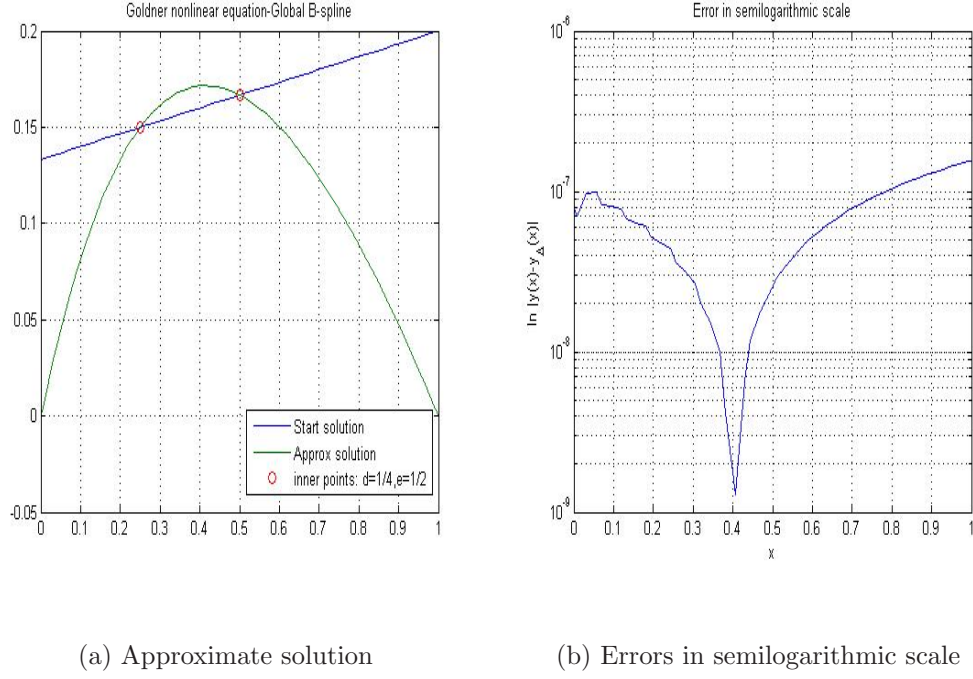 Goldner nonlinear equation-Global B-spline
0.2
0.15
0.1
0.05
0
-0.05
0 0.1 0.2 0.3 0.4 0.5 0.6 0.7 0.8 0.9 1
Start solution
Approx solution
inner points: d=1/4,e=1/2
Error in semilogarithmic scale
10^-6
10^-7
10^-8
10^-9
ln |y(x)-y_Δ(x)|
0 0.1 0.2 0.3 0.4 0.5 0.6 0.7 0.8 0.9 1
x
(a) Approximate solution
(b) Errors in semilogarithmic scale